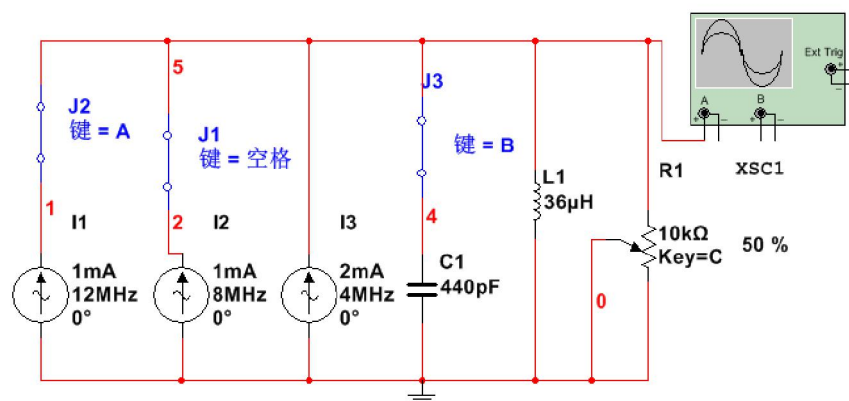 Ext Trig
+
−
A
B
+
−
+
−
XSC1
5
J3
J2
键 = A
J1
键 = 空格
键 = B
R1
L1
36µH
1
I1
2
I2
I3
4
C1
440pF
10kΩ
Key=C
50 %
1mA
12MHz
0°
1mA
8MHz
0°
2mA
4MHz
0°
0